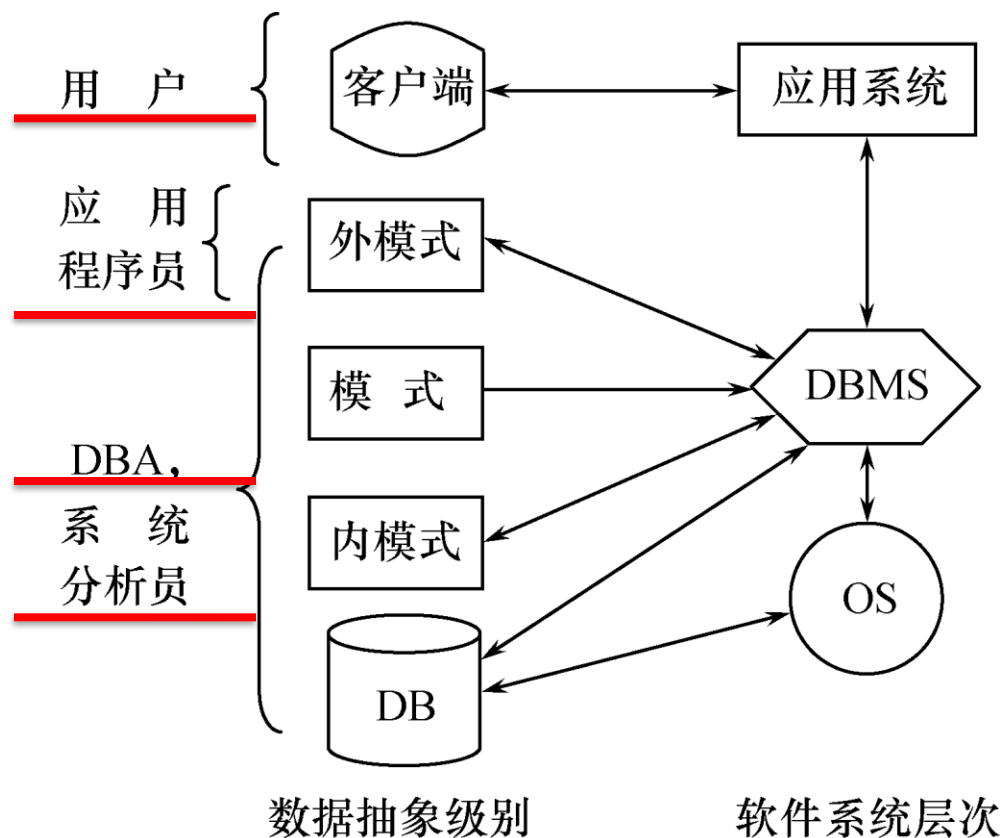 用 户
客户端
应用系统
应 用
程序员
外模式
模 式
DBMS
DBA，
系 统
分析员
内模式
OS
DB
数据抽象级别
软件系统层次